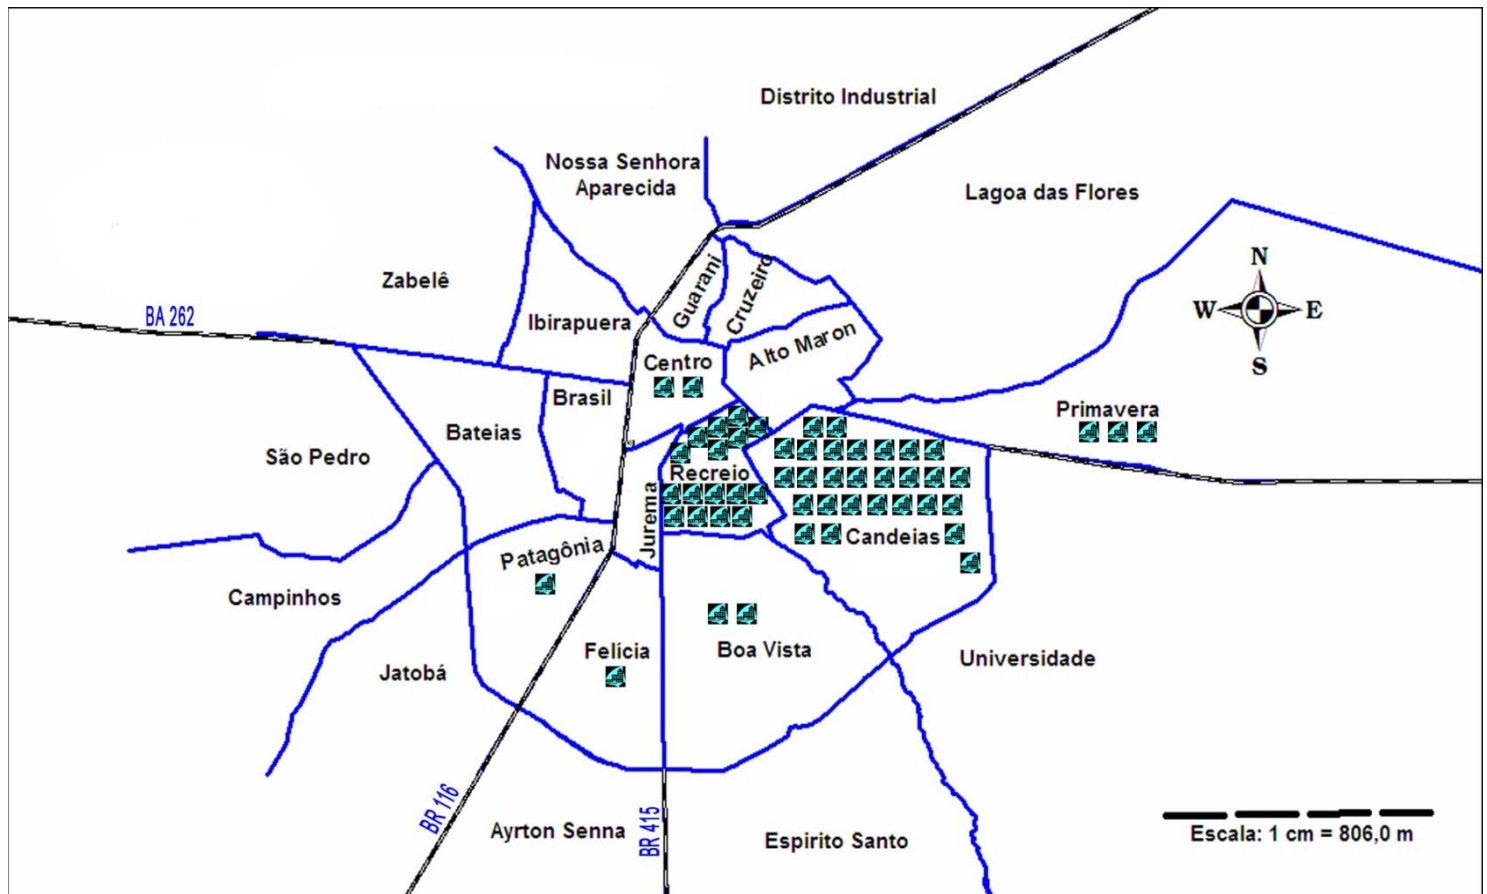 Distrito Industrial
Nossa Senhora
Aparecida
Lagoa das Flores
Zabelê
Guarani
Cruzeiro
N
W
E
S
BA 262
Ibirapuera
Alto Maron
Centro
Brasil
Primavera
Bateias
São Pedro
Recreio
Jurema
Candeias
Patagônia
Campinhos
Felícia
Boa Vista
Universidade
Jatobá
BR 116
BR 415
Ayrton Senna
Espirito Santo
Escala: 1 cm = 806,0 m